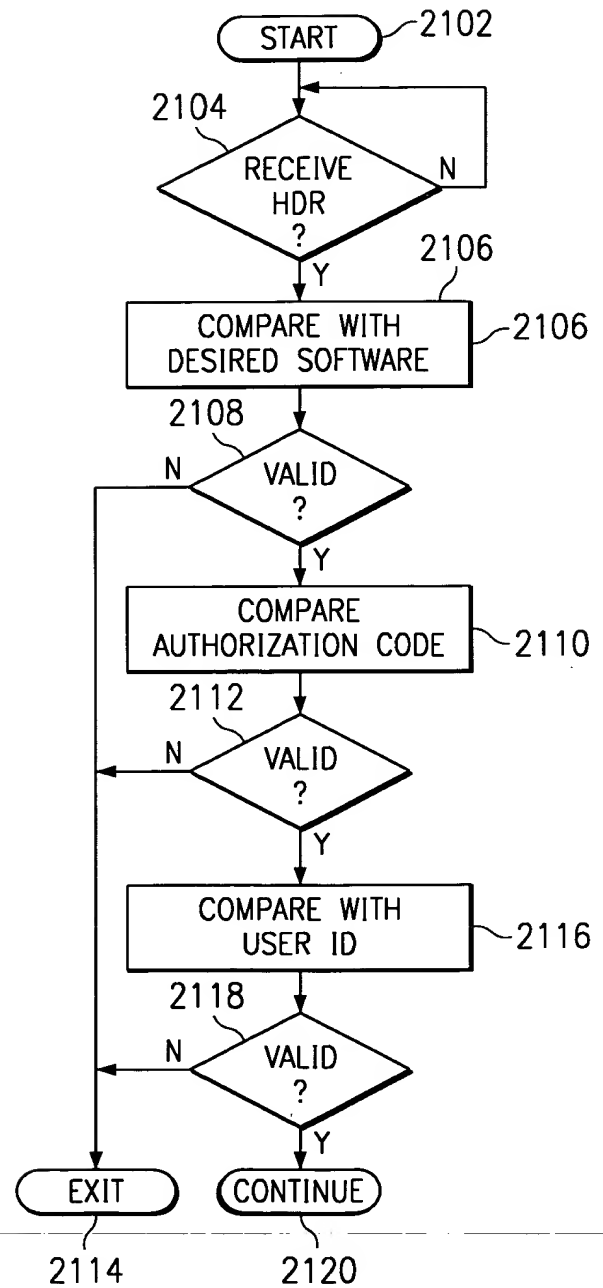 START
2102
2104
RECEIVE
HDR
?
N
Y
2106
COMPARE WITH
DESIRED SOFTWARE
2106
2108
N
VALID
?
Y
COMPARE
AUTHORIZATION CODE
2110
2112
N
VALID
?
Y
COMPARE WITH
USER ID
2116
2118
N
VALID
?
Y
EXIT
CONTINUE
2114
2120